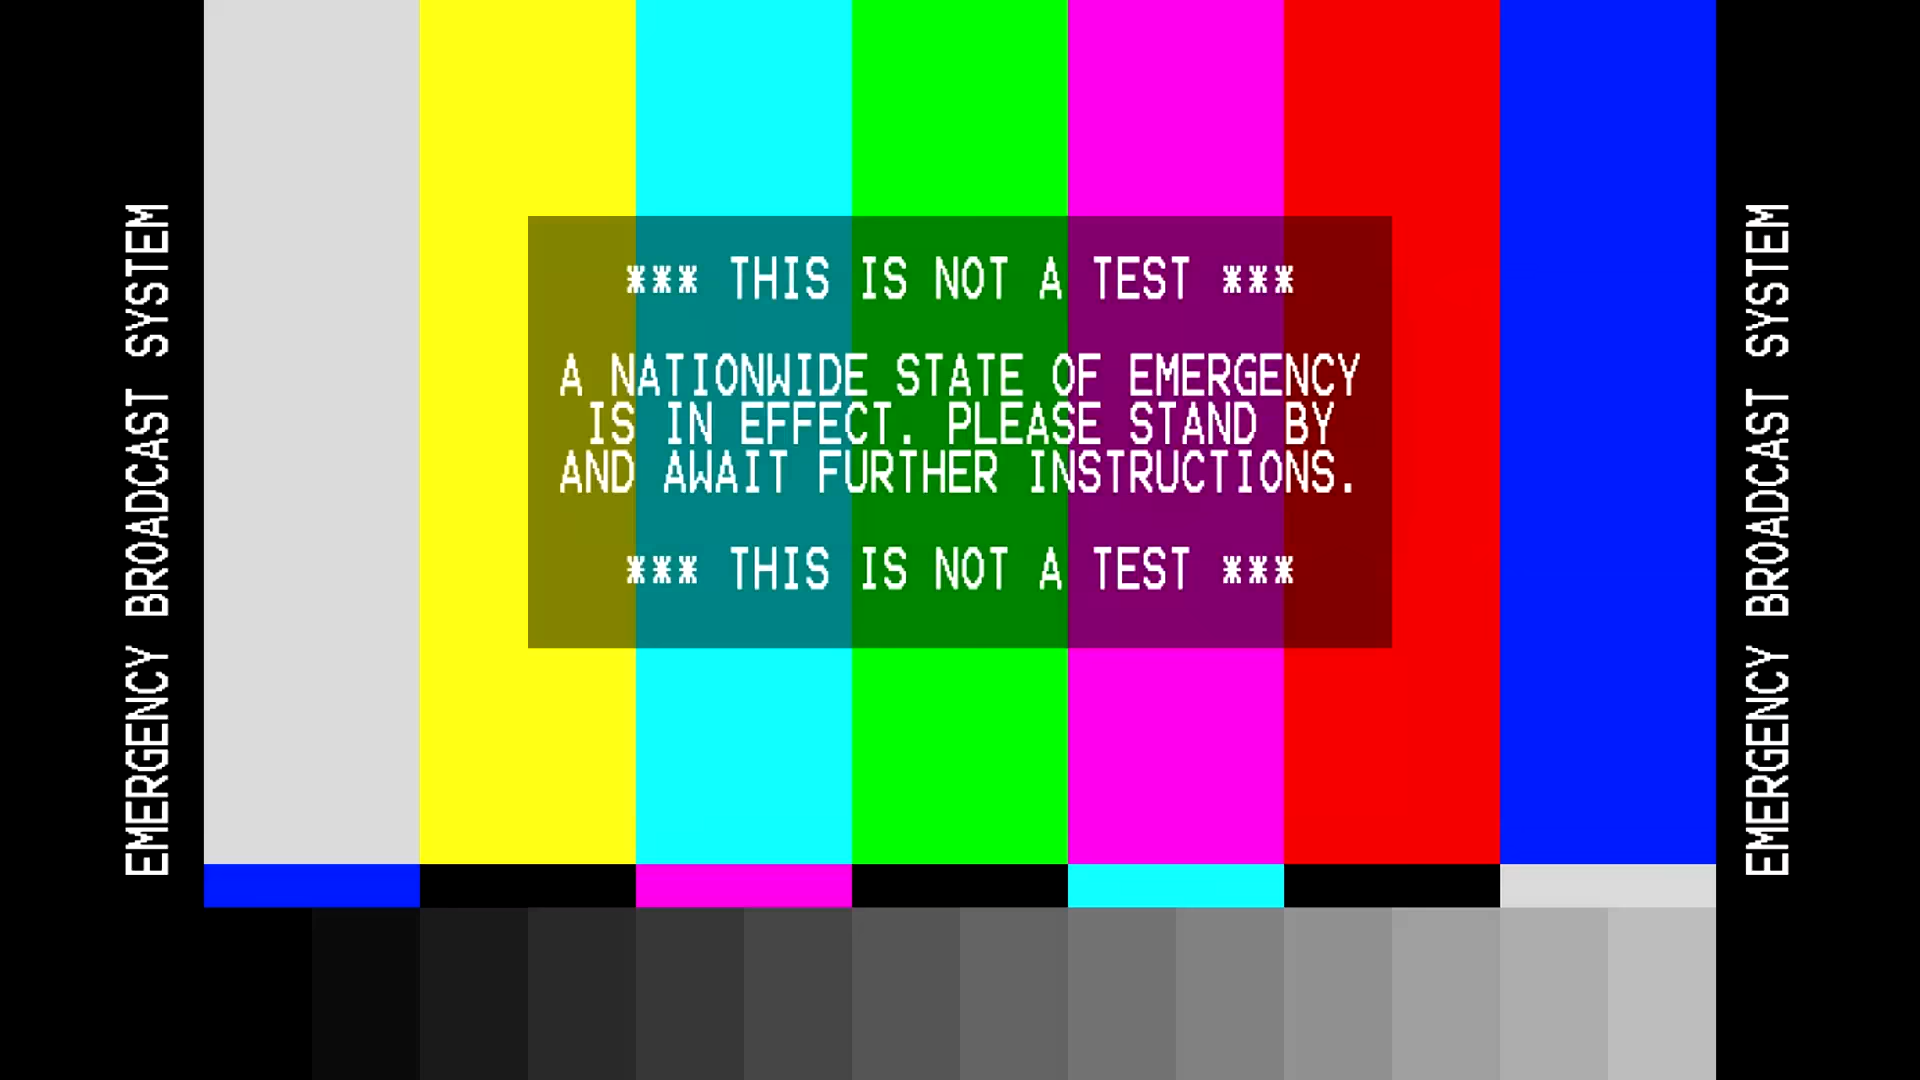 EMERGENCY BROADCAST SYSTEM
*** THIS IS NOT A TEST ***
A NATIONWIDE STATE OF EMERGENCY
IS IN EFFECT. PLEASE STAND BY
AND AWAIT FURTHER INSTRUCTIONS.
*** THIS IS NOT A TEST ***
EMERGENCY BROADCAST SYSTEM